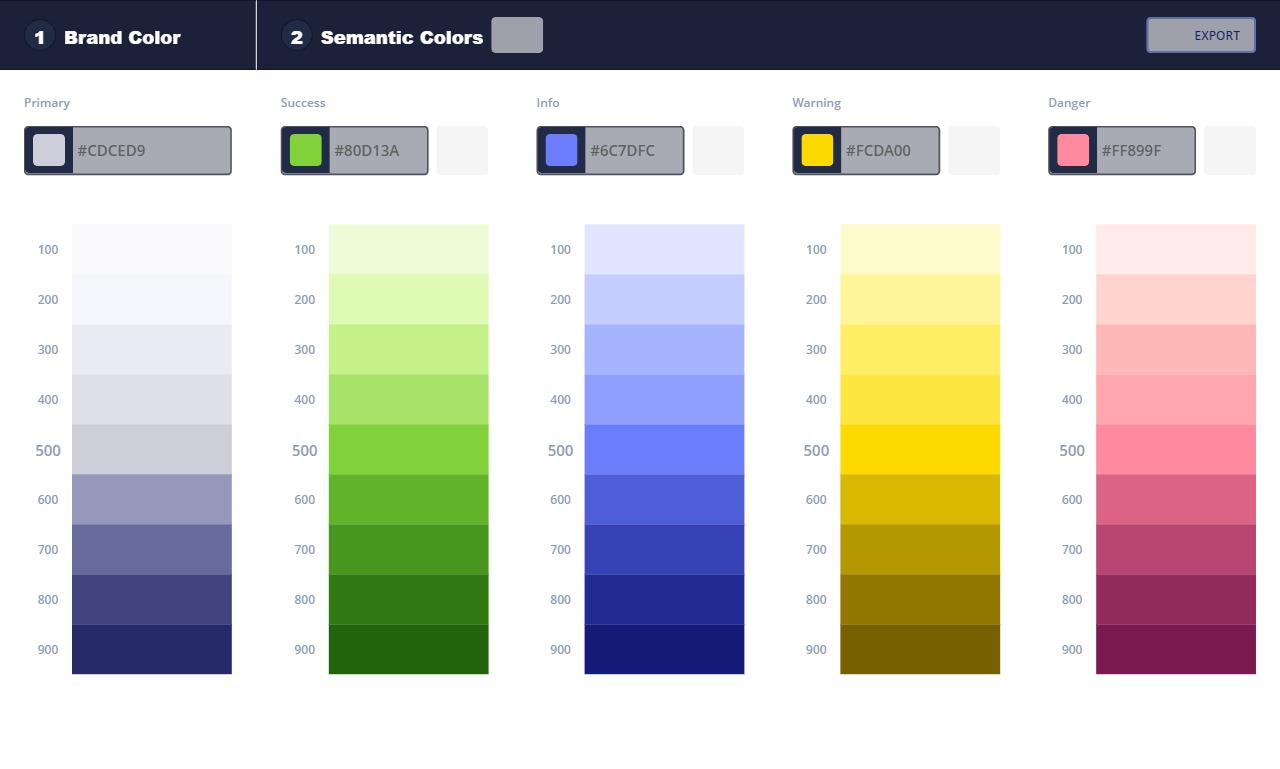 1 Brand Color
2 Semantic Colors
EXPORT
Primary
Success
Info
Warning
Danger
#CDCED9
#80D13A
#6C7DFC
#FCDA00
#FF899F
100 100 100 100 100
200 200 200 200 200
300 300 300 300 300
400 400 400 400 400
500 500 500 500 500
600 600 600 600 600
700 700 700 700 700
800 800 800 800 800
900 900 900 900 900